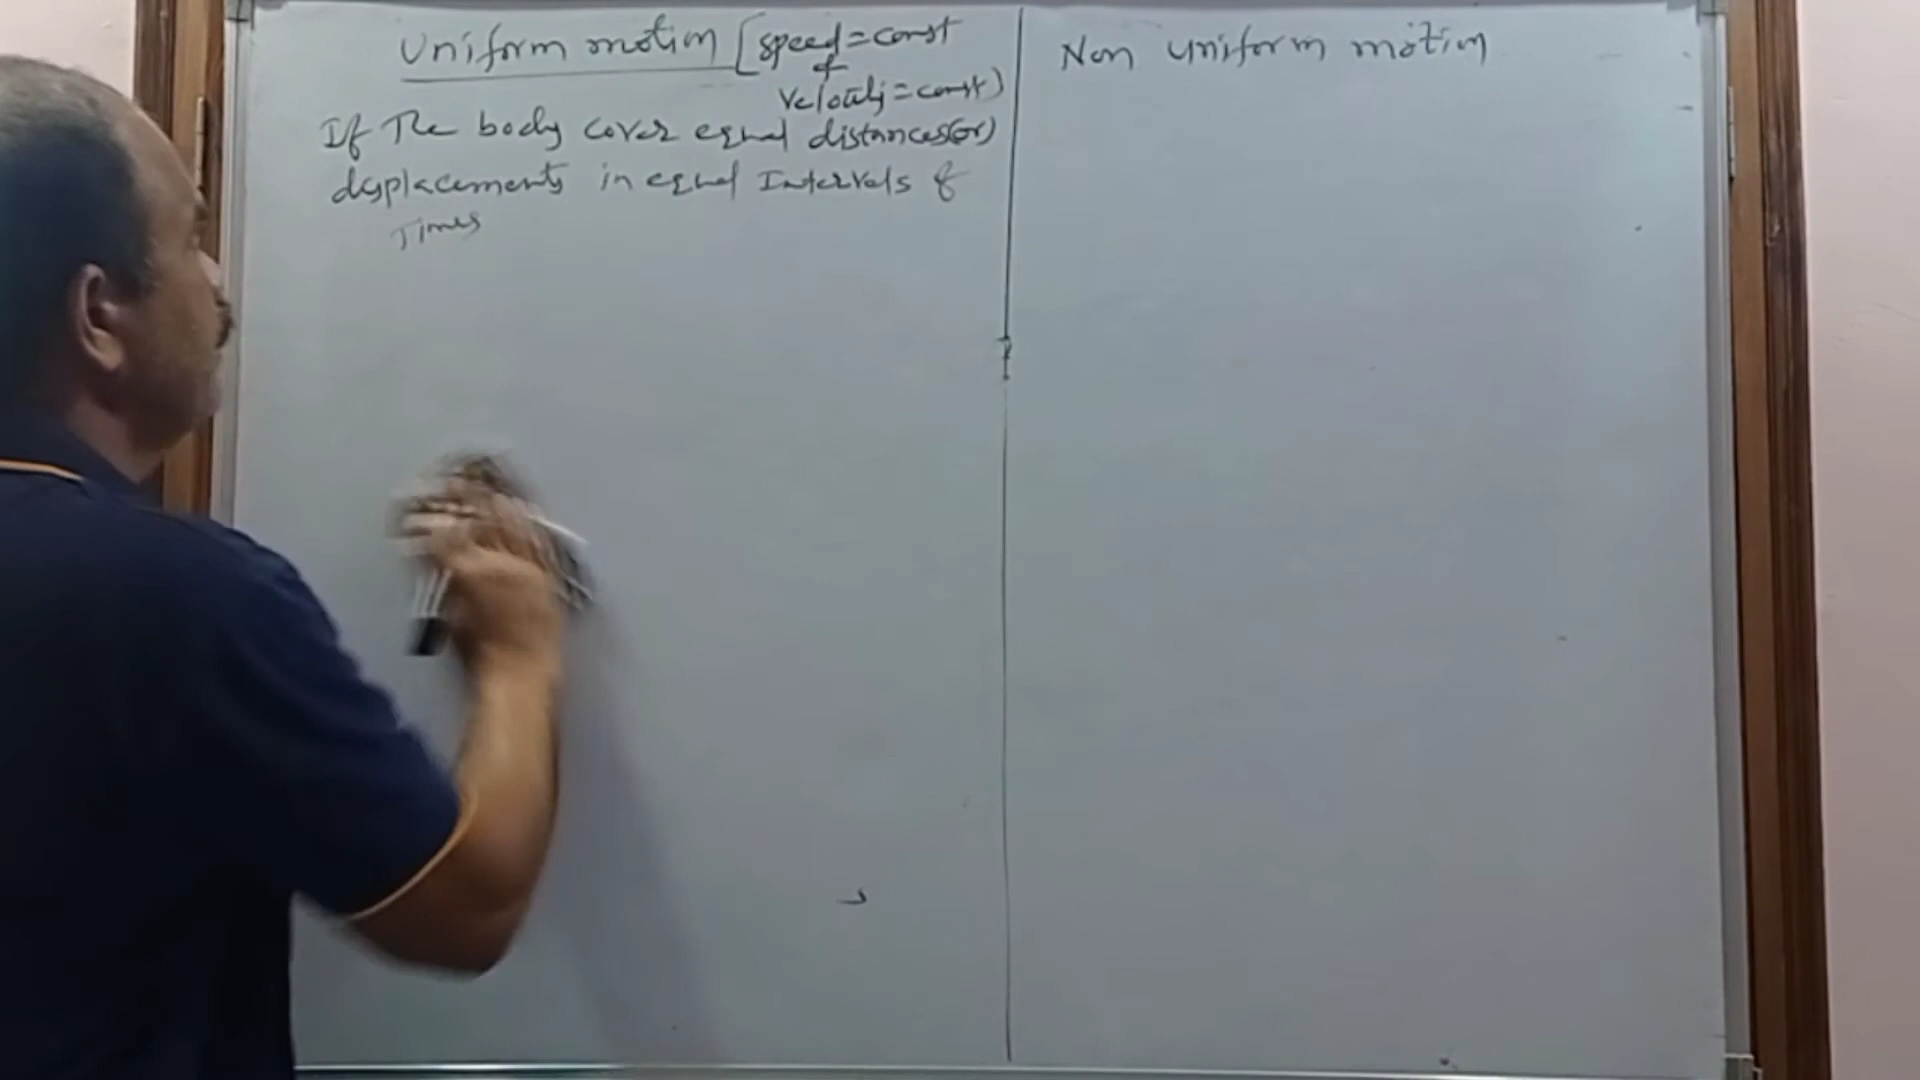 Uniform motion [speed = const
&
Velocity = const)
If The body cover equal distances(or)
displacements in equal Intervals of
Times
Non uniform motion